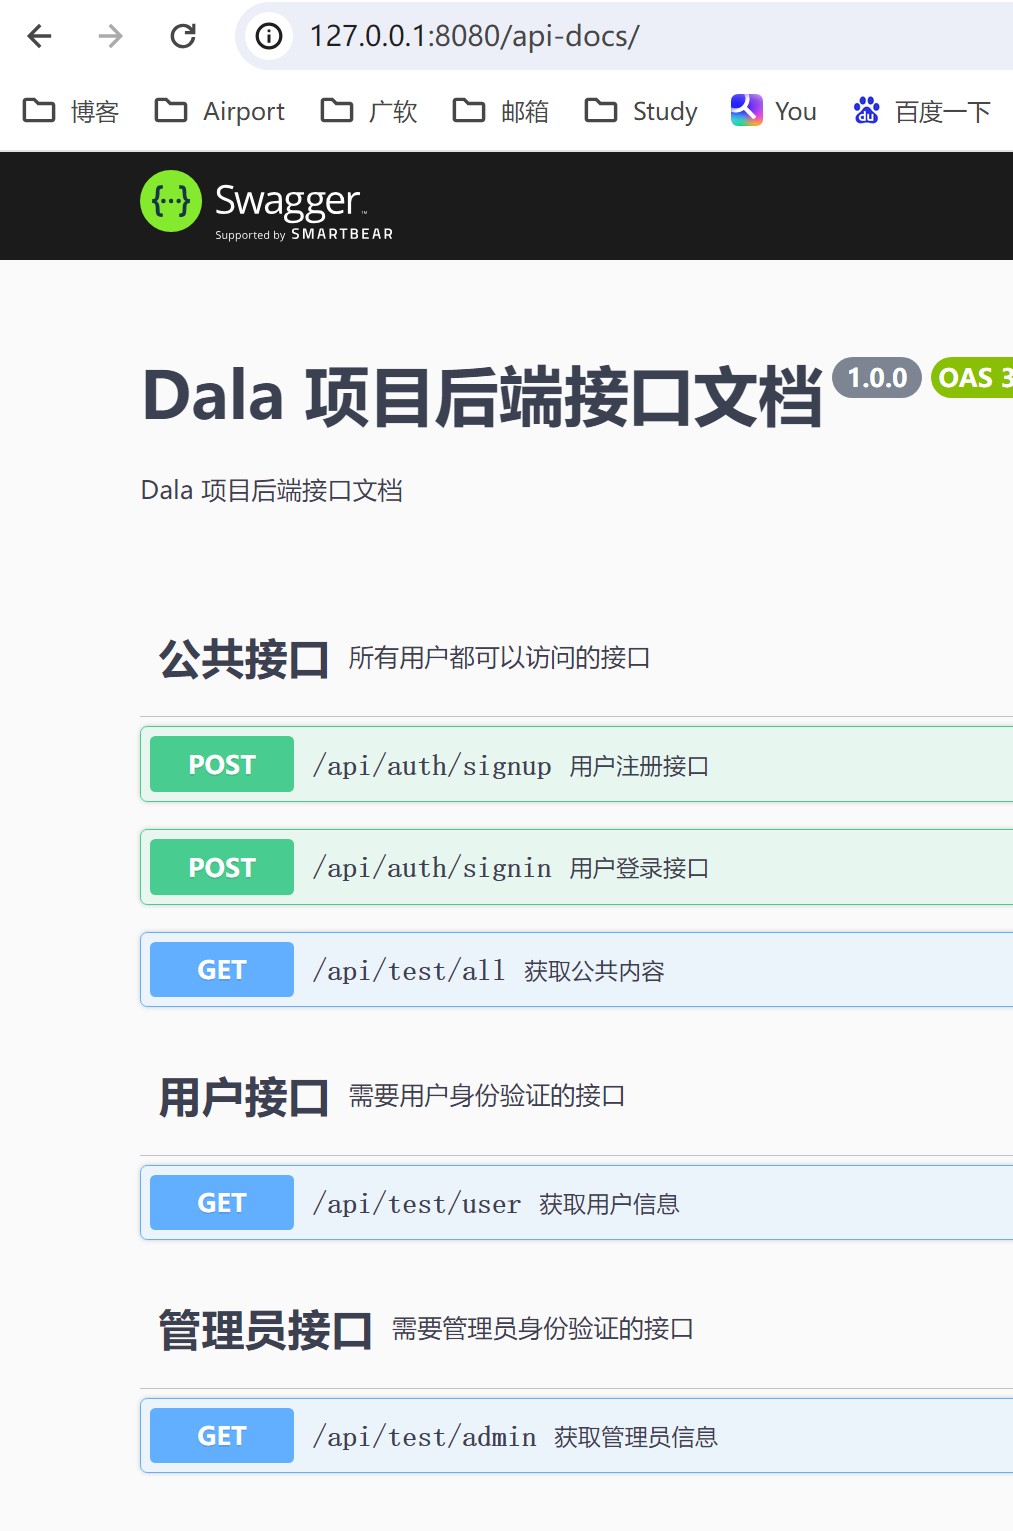 127.0.0.1:8080/api-docs/
博客 Airport 广软 邮箱 Study You 百度一下
Swagger™
Supported by SMARTBEAR
Dala 项目后端接口文档 1.0.0 OAS 3
Dala 项目后端接口文档
公共接口 所有用户都可以访问的接口
POST /api/auth/signup 用户注册接口
POST /api/auth/signin 用户登录接口
GET /api/test/all 获取公共内容
用户接口 需要用户身份验证的接口
GET /api/test/user 获取用户信息
管理员接口 需要管理员身份验证的接口
GET /api/test/admin 获取管理员信息